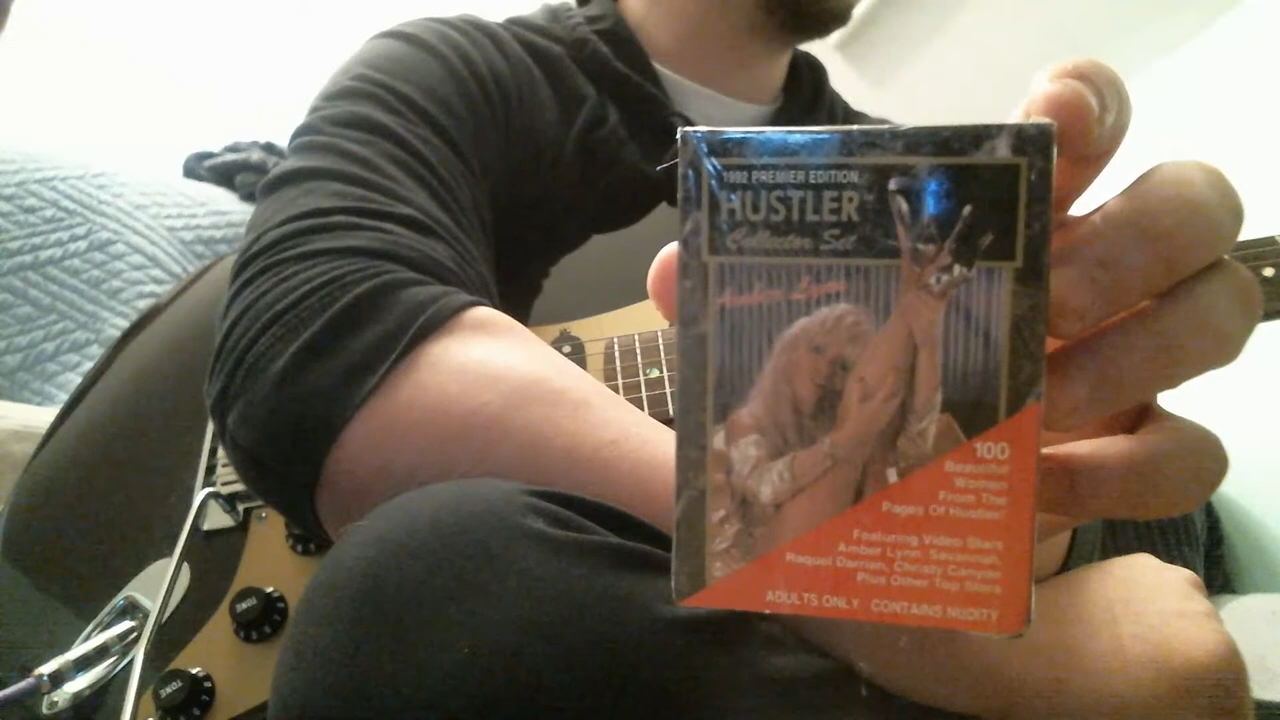 1992 PREMIER EDITION
HUSTLER
Collector Set
100
Beautiful
Women
From The
Pages Of Hustler
Featuring Video Stars
Amber Lynn, Savannah,
Raquel Darrian, Christy Canyon
Plus Other Top Stars
ADULTS ONLY CONTAINS NUDITY
TONE
TONE